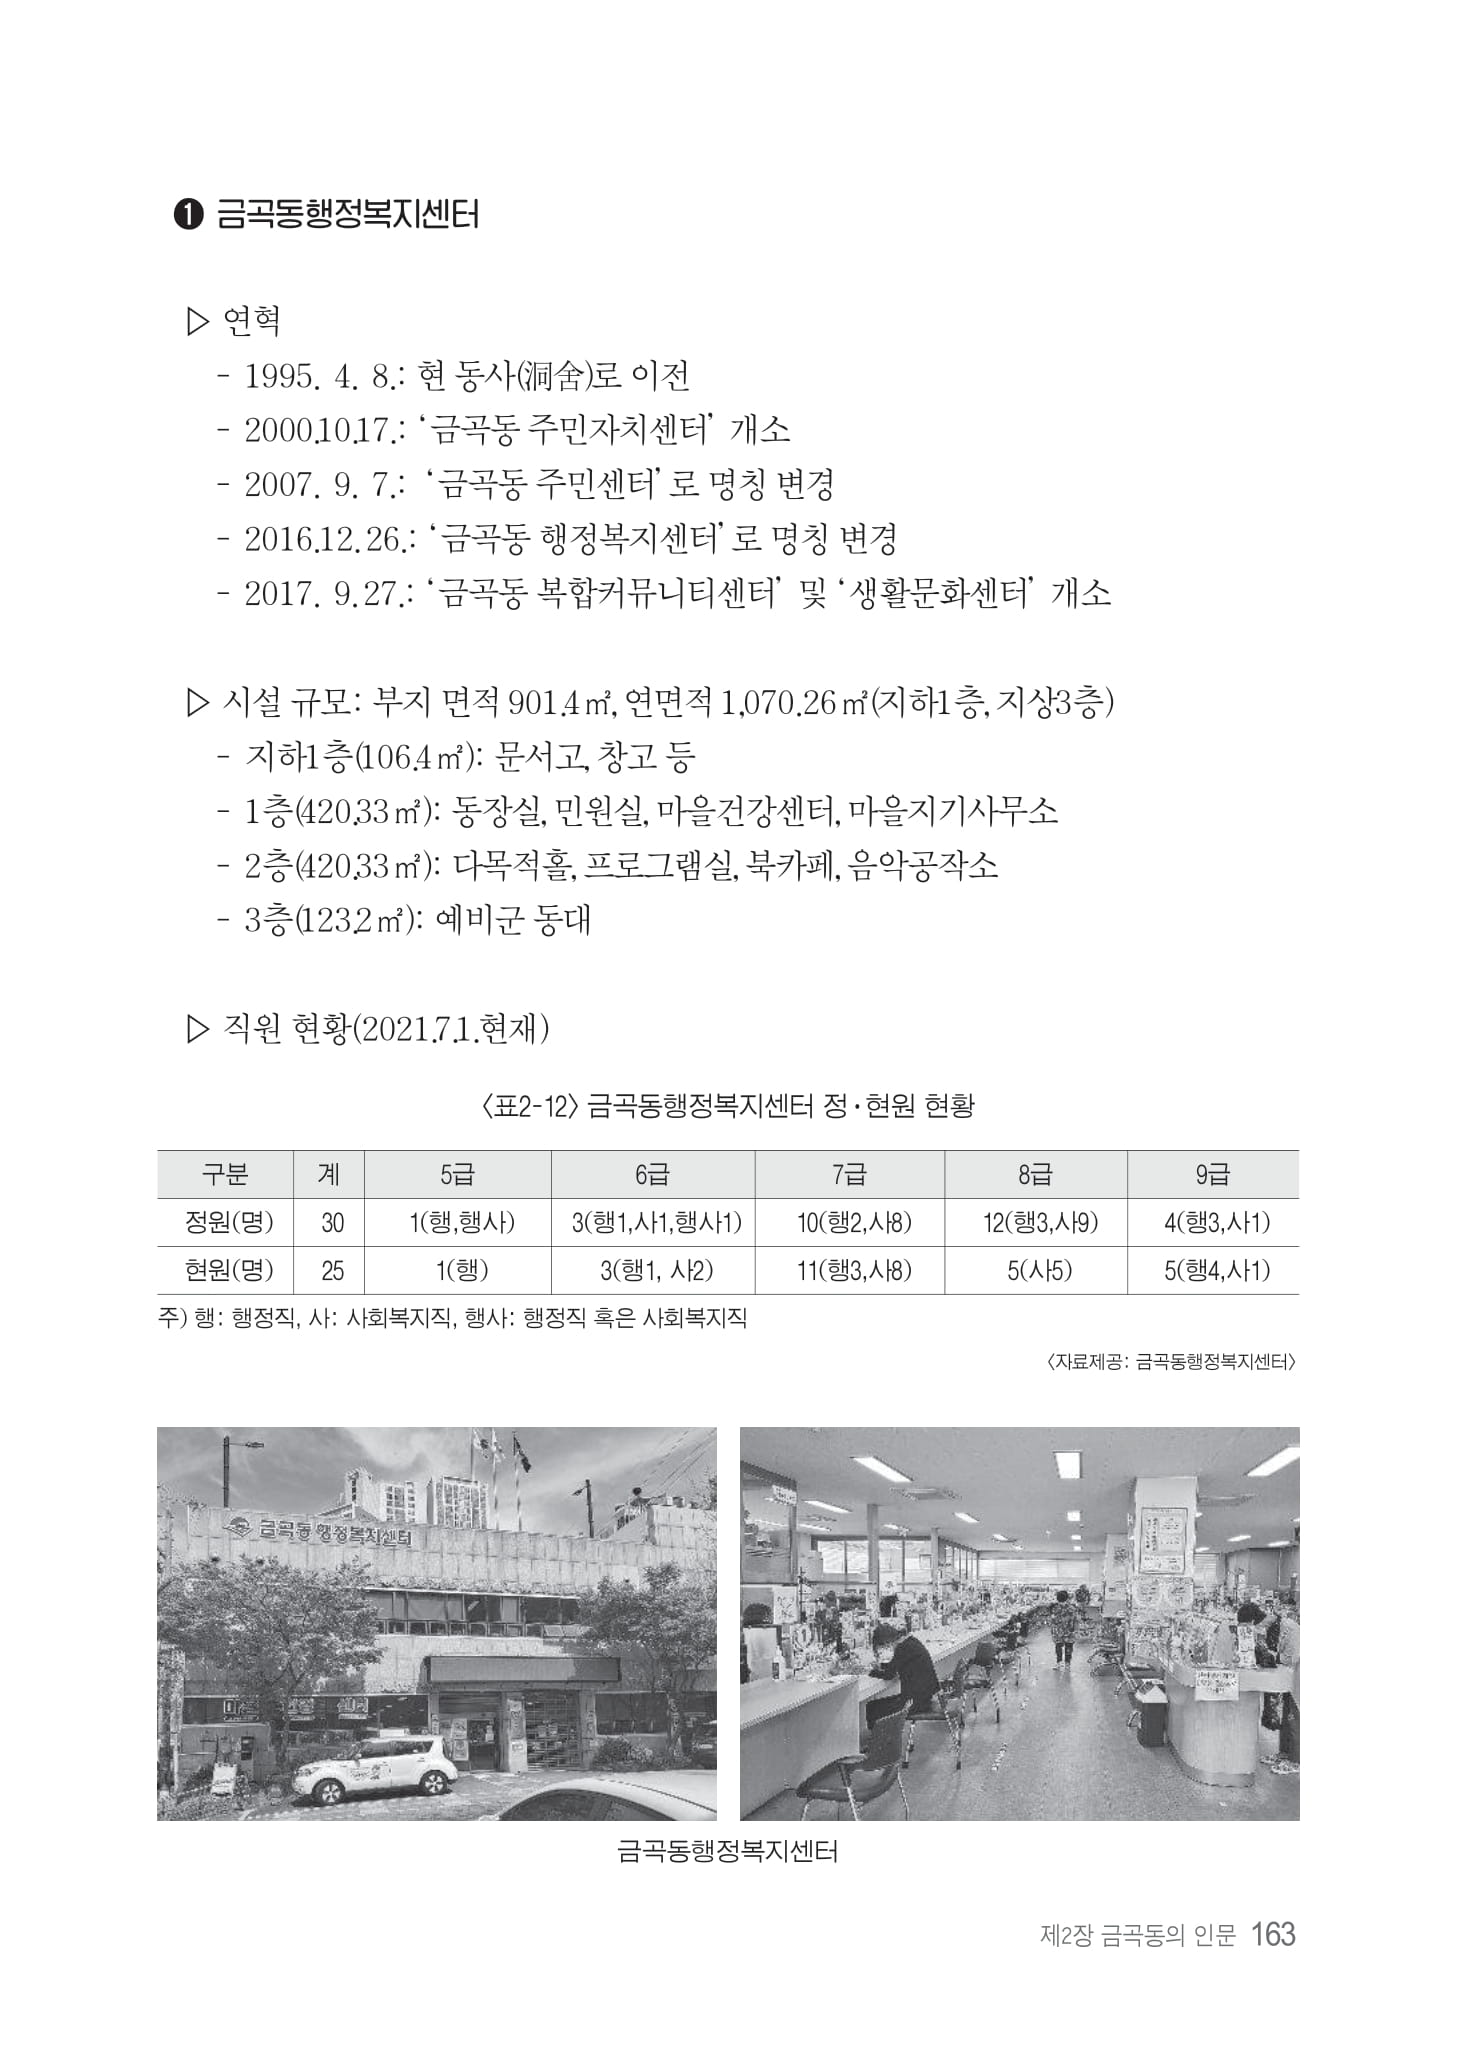 ❶ 금곡동행정복지센터
▷ 연혁
- 1995. 4. 8.: 현 동사(洞舍)로 이전
- 2000.10.17.: ‘금곡동 주민자치센터’ 개소
- 2007. 9. 7.: ‘금곡동 주민센터’로 명칭 변경
- 2016.12.26.: ‘금곡동 행정복지센터’로 명칭 변경
- 2017. 9.27.: ‘금곡동 복합커뮤니티센터’ 및 ‘생활문화센터’ 개소
▷ 시설 규모: 부지 면적 901.4㎡, 연면적 1,070.26㎡(지하1층, 지상3층)
- 지하1층(106.4㎡): 문서고, 창고 등
- 1층(420.33㎡): 동장실, 민원실, 마을건강센터, 마을지기사무소
- 2층(420.33㎡): 다목적홀, 프로그램실, 북카페, 음악공작소
- 3층(123.2㎡): 예비군 동대
▷ 직원 현황(2021.7.1.현재)
〈표2-12〉 금곡동행정복지센터 정·현원 현황
구분 계 5급 6급 7급 8급 9급
정원(명) 30 1(행,행사) 3(행1,사1,행사1) 10(행2,사8) 12(행3,사9) 4(행3,사1)
현원(명) 25 1(행) 3(행1, 사2) 11(행3,사8) 5(사5) 5(행4,사1)
주) 행: 행정직, 사: 사회복지직, 행사: 행정직 혹은 사회복지직
〈자료제공: 금곡동행정복지센터〉
금곡동 행정복지센터
금곡동행정복지센터
제2장 금곡동의 인문 163